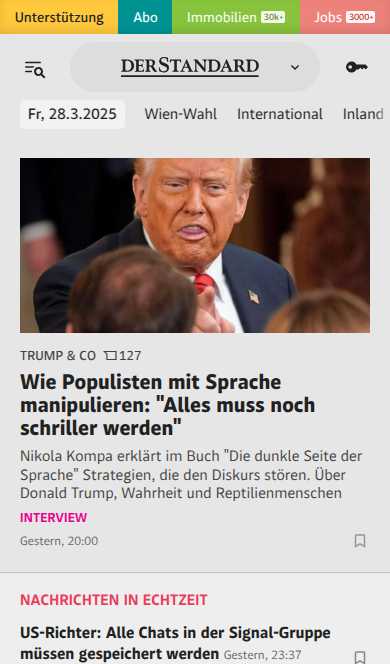 Unterstützung Abo Immobilien 30k+ Jobs 3000+
DERSTANDARD
Fr, 28.3.2025 Wien-Wahl International Inland
TRUMP & CO 127
Wie Populisten mit Sprache
manipulieren: "Alles muss noch
schriller werden"
Nikola Kompa erklärt im Buch "Die dunkle Seite der
Sprache" Strategien, die den Diskurs stören. Über
Donald Trump, Wahrheit und Reptilienmenschen
INTERVIEW
Gestern, 20:00
NACHRICHTEN IN ECHTZEIT
US-Richter: Alle Chats in der Signal-Gruppe
müssen gespeichert werden Gestern, 23:37